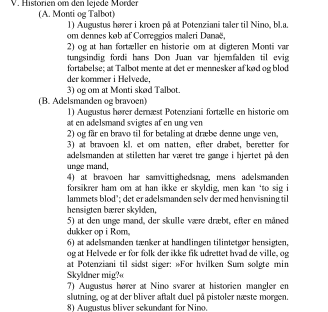 V. Historien om den lejede Morder
(A. Monti og Talbot)
1) Augustus hører i kroen på at Potenziani taler til Nino, bl.a.
om dennes køb af Correggios maleri Danaë,
2) og at han fortæller en historie om at digteren Monti var
tungsindig fordi hans Don Juan var hjemfalden til evig
fortabelse; at Talbot mente at det er mennesker af kød og blod
der kommer i Helvede,
3) og om at Monti skød Talbot.
(B. Adelsmanden og bravoen)
1) Augustus hører dernæst Potenziani fortælle en historie om
at en adelsmand svigtes af en ung ven
2) og får en bravo til for betaling at dræbe denne unge ven,
3) at bravoen kl. et om natten, efter drabet, beretter for
adelsmanden at stiletten har været tre gange i hjertet på den
unge mand,
4) at bravoen har samvittighedsnag, mens adelsmanden
forsikrer ham om at han ikke er skyldig, men kan ‘to sig i
lammets blod’; det er adelsmanden selv der med henvisning til
hensigten bærer skylden,
5) at den unge mand, der skulle være dræbt, efter en måned
dukker op i Rom,
6) at adelsmanden tænker at handlingen tilintetgør hensigten,
og at Helvede er for folk der ikke fik udrettet hvad de ville, og
at Potenziani til sidst siger: »For hvilken Sum solgte min
Skyldner mig?«
7) Augustus hører at Nino svarer at historien mangler en
slutning, og at der bliver aftalt duel på pistoler næste morgen.
8) Augustus bliver sekundant for Nino.